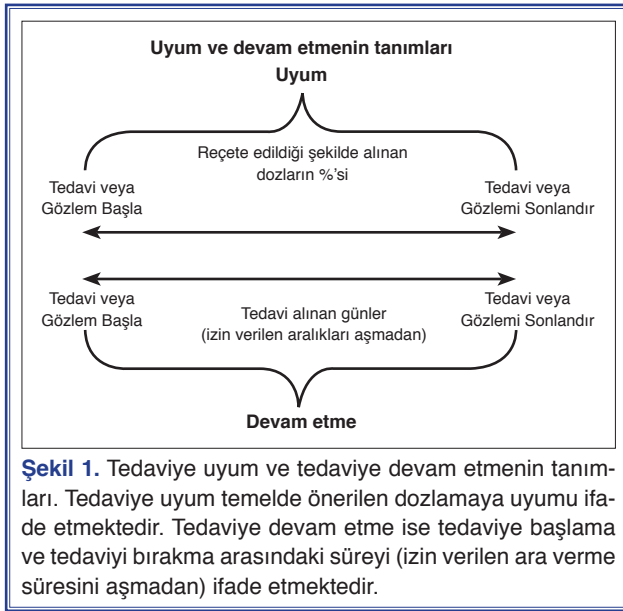 Uyum ve devam etmenin tanımları
Uyum
Reçete edildiği şekilde alınan
dozların %'si
Tedavi veya
Gözlem Başla
Tedavi veya
Gözlemi Sonlandır
Tedavi veya
Gözlem Başla
Tedavi alınan günler
(izin verilen aralıkları aşmadan)
Tedavi veya
Gözlemi Sonlandır
Devam etme
Şekil 1. Tedaviye uyum ve tedaviye devam etmenin tanım-
ları. Tedaviye uyum temelde önerilen dozlamaya uyumu ifa-
de etmektedir. Tedaviye devam etme ise tedaviye başlama
ve tedaviyi bırakma arasındaki süreyi (izin verilen ara verme
süresini aşmadan) ifade etmektedir.